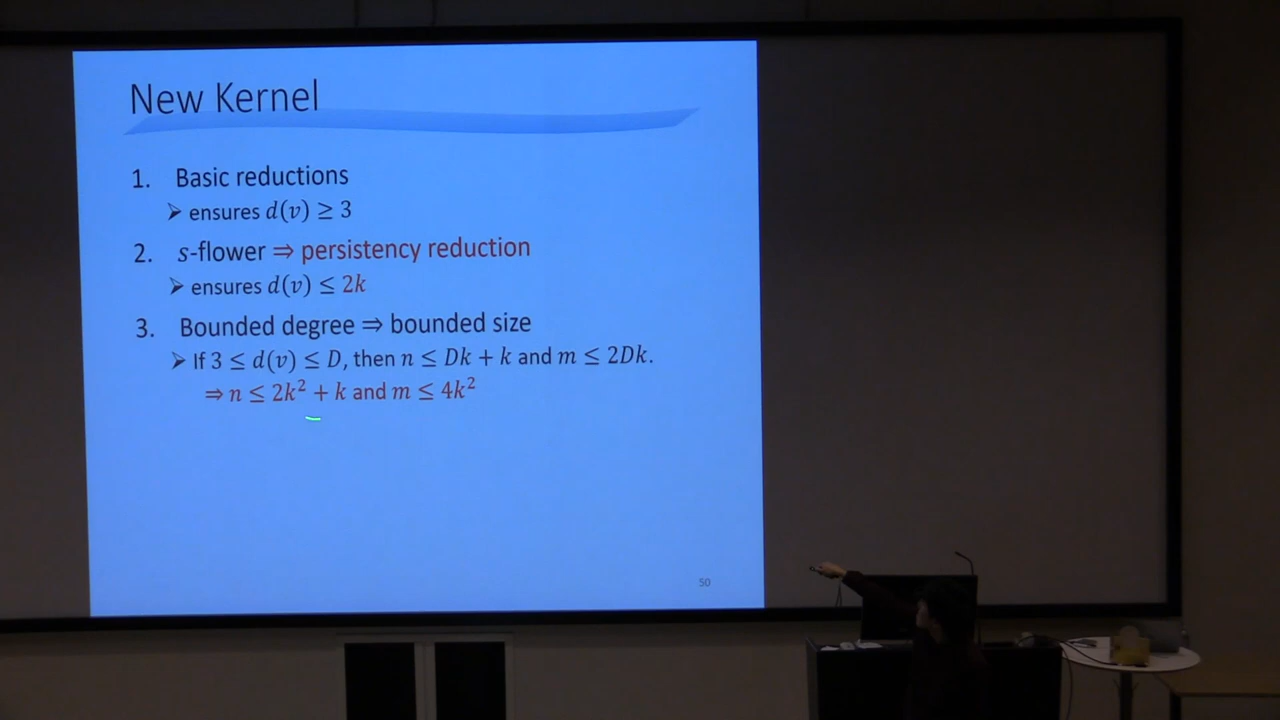 New Kernel
1. Basic reductions
➢ ensures d(v) ≥ 3
2. s-flower ⇒ persistency reduction
➢ ensures d(v) ≤ 2k
3. Bounded degree ⇒ bounded size
➢ If 3 ≤ d(v) ≤ D, then n ≤ Dk + k and m ≤ 2Dk.
⇒ n ≤ 2k² + k and m ≤ 4k²
50